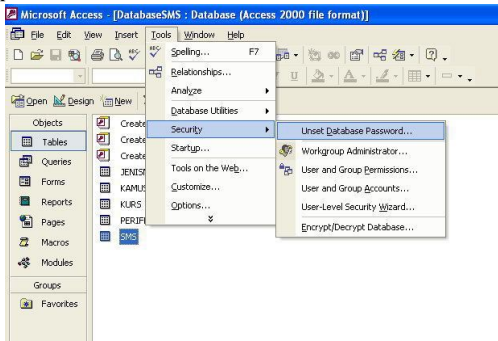 Microsoft Access - [DatabaseSMS : Database (Access 2000 file format)]
File Edit View Insert Tools Window Help
Open Design New
Objects
Tables
Queries
Forms
Reports
Pages
Macros
Modules
Groups
Favorites
Create
Create
Create
KAMUS
KURS
PERIF
SMS
Spelling... F7
Relationships...
Analyze
Database Utilities
Security
Startup...
Tools on the Web...
Customize...
Options...
Unset Database Password...
Workgroup Administrator...
User and Group Permissions...
User and Group Accounts...
User-Level Security Wizard...
Encrypt/Decrypt Database...